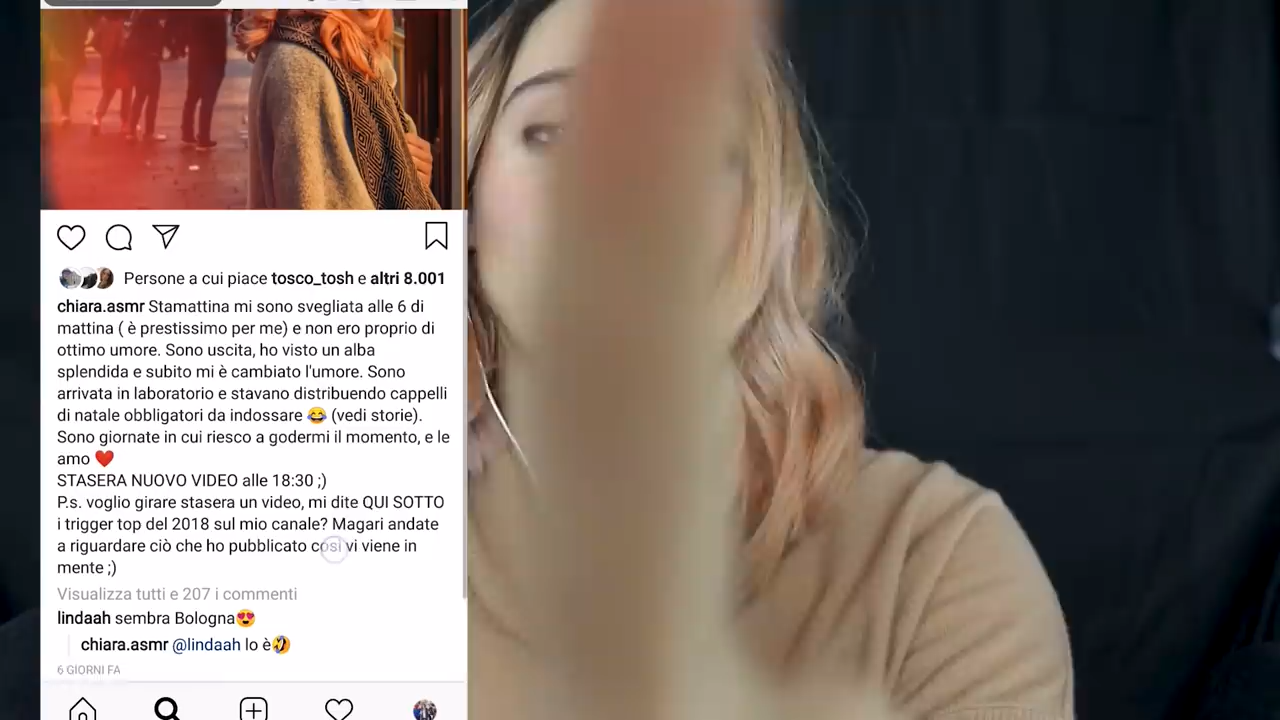 Persone a cui piace tosco_tosh e altri 8.001
chiara.asmr Stamattina mi sono svegliata alle 6 di
mattina ( è prestissimo per me) e non ero proprio di
ottimo umore. Sono uscita, ho visto un alba
splendida e subito mi è cambiato l'umore. Sono
arrivata in laboratorio e stavano distribuendo cappelli
di natale obbligatori da indossare 😂 (vedi storie).
Sono giornate in cui riesco a godermi il momento, e le
amo ❤️
STASERA NUOVO VIDEO alle 18:30 ;)
P.s. voglio girare stasera un video, mi dite QUI SOTTO
i trigger top del 2018 sul mio canale? Magari andate
a riguardare ciò che ho pubblicato così vi viene in
mente ;)
Visualizza tutti e 207 i commenti
lindaah sembra Bologna😍
chiara.asmr @lindaah lo è🤣
6 GIORNI FA